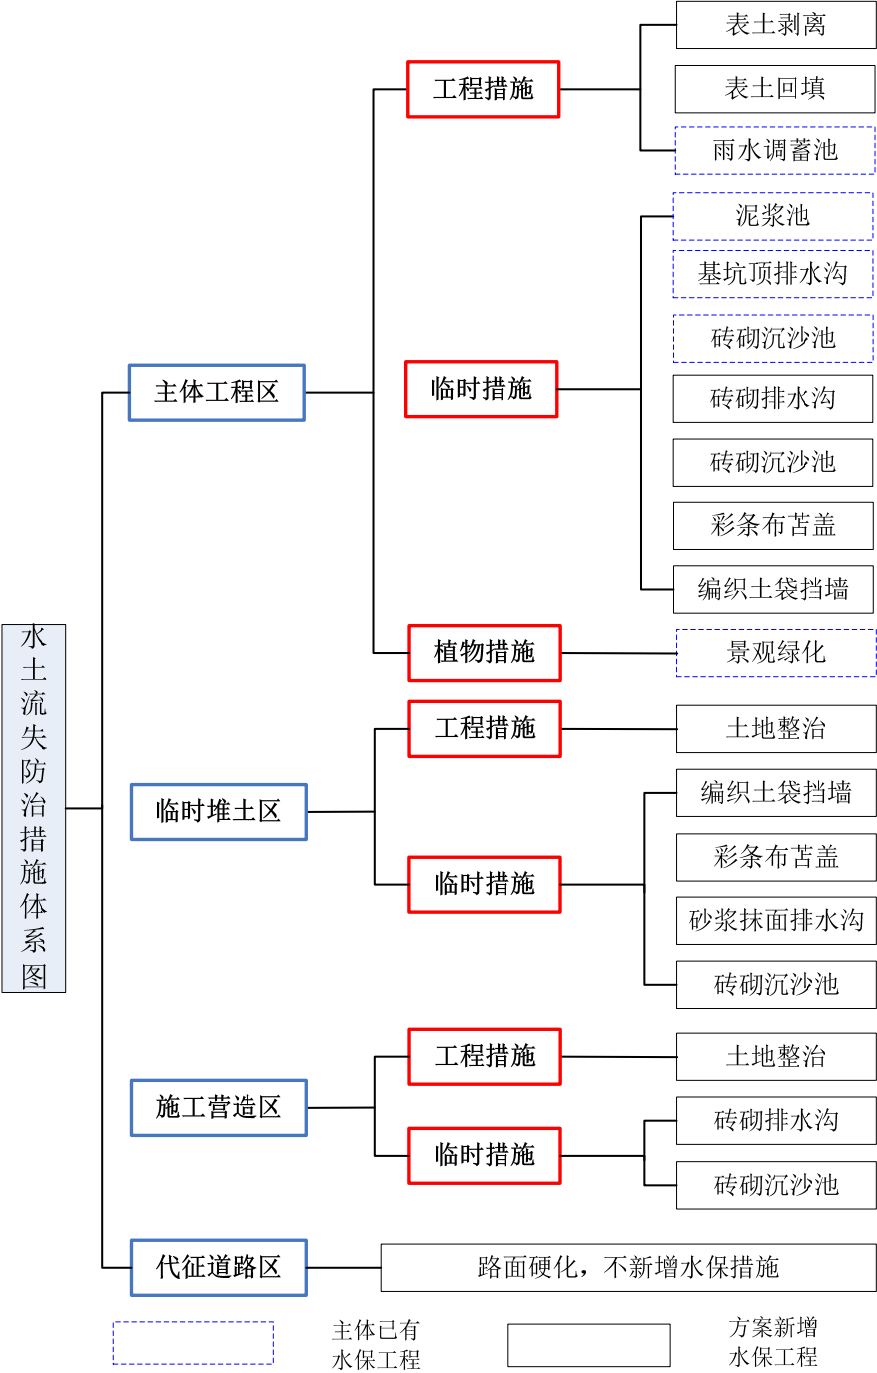 水土流失防治措施体系图
主体工程区
工程措施
表土剥离
表土回填
雨水调蓄池
临时措施
泥浆池
基坑顶排水沟
砖砌沉沙池
砖砌排水沟
砖砌沉沙池
彩条布苫盖
编织土袋挡墙
植物措施
景观绿化
临时堆土区
工程措施
土地整治
临时措施
编织土袋挡墙
彩条布苫盖
砂浆抹面排水沟
砖砌沉沙池
施工营造区
工程措施
土地整治
临时措施
砖砌排水沟
砖砌沉沙池
代征道路区
路面硬化，不新增水保措施
主体已有
水保工程
方案新增
水保工程